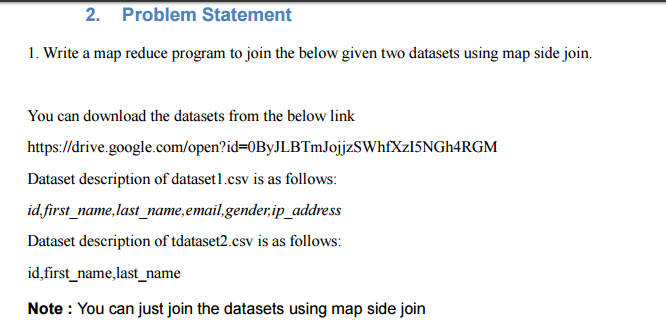 2. Problem Statement
1. Write a map reduce program to join the below given two datasets using map side join.
You can download the datasets from the below link
https://drive.google.com/open?id=0ByJLBTmJojjzSWhfXzI5NGh4RGM
Dataset description of dataset1.csv is as follows:
id,first_name,last_name,email,gender,ip_address
Dataset description of tdataset2.csv is as follows:
id,first_name,last_name
Note : You can just join the datasets using map side join